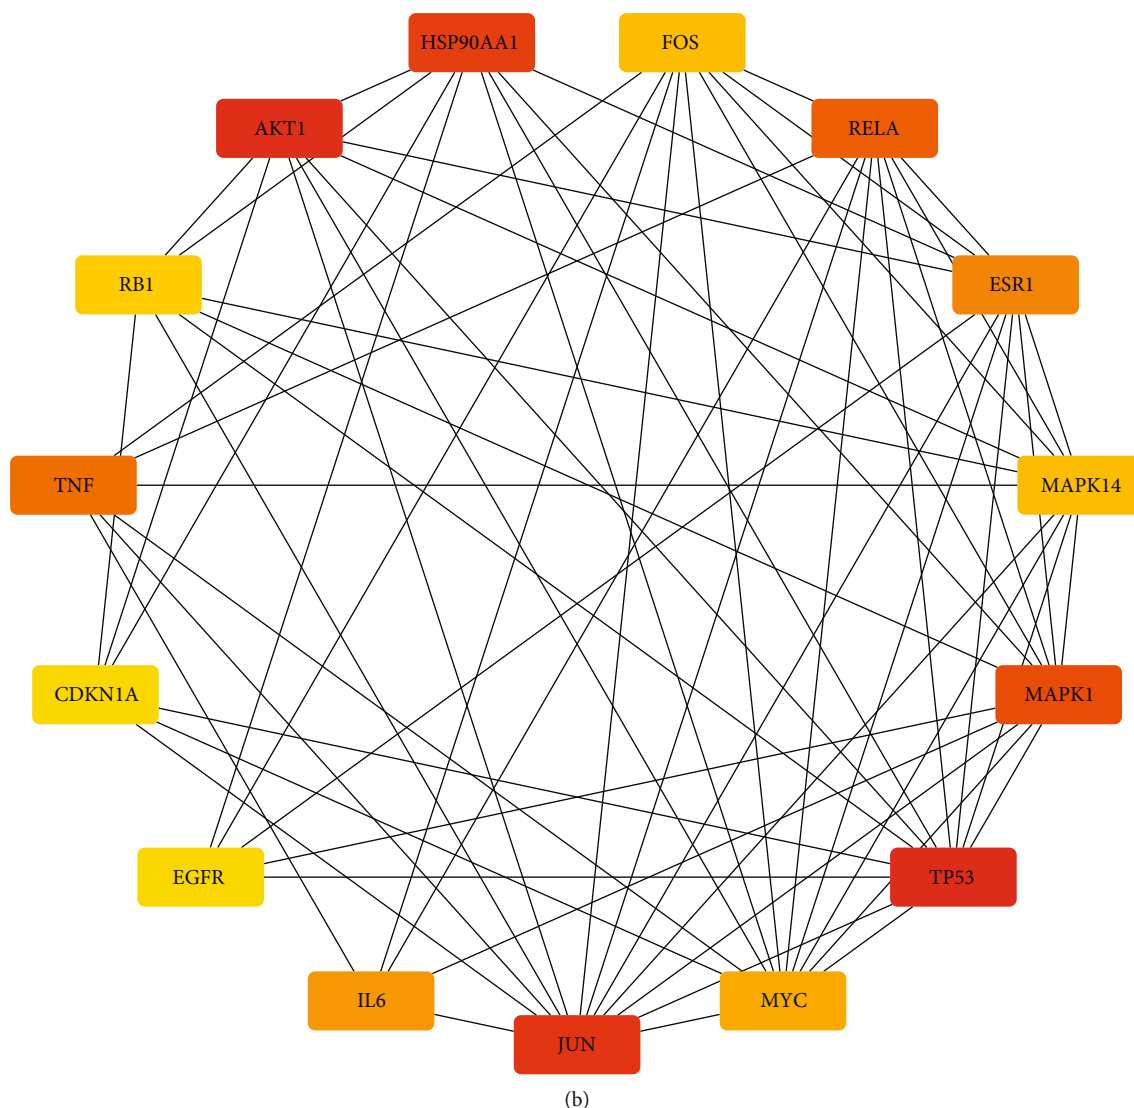 HSP90AA1
FOS
AKT1
RELA
RB1
ESR1
TNF
MAPK14
CDKN1A
MAPK1
EGFR
TP53
IL6
MYC
JUN
(b)